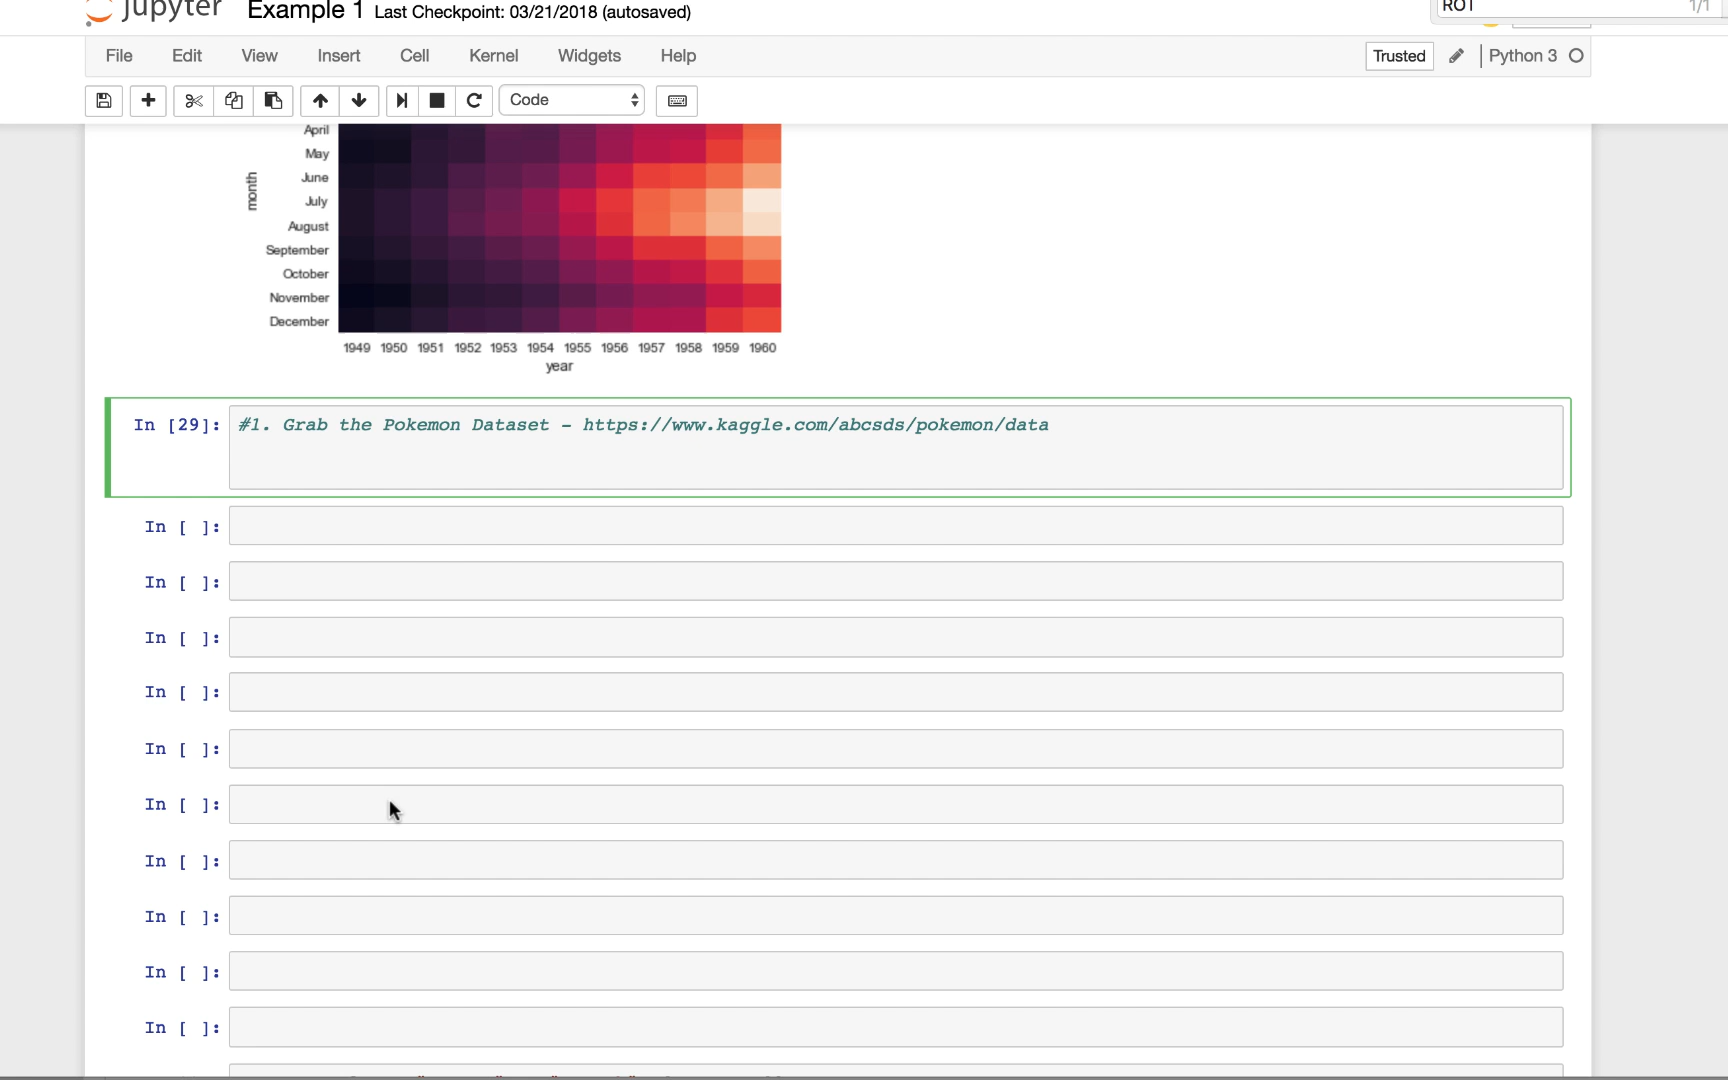 jupyter Example 1 Last Checkpoint: 03/21/2018 (autosaved)
ROT 1/1
File Edit View Insert Cell Kernel Widgets Help Trusted Python 3
Code
April
May
June
July
August
September
October
November
December
month
1949 1950 1951 1952 1953 1954 1955 1956 1957 1958 1959 1960
year
In [29]: #1. Grab the Pokemon Dataset - https://www.kaggle.com/abcsds/pokemon/data
In [ ]:
In [ ]:
In [ ]:
In [ ]:
In [ ]:
In [ ]:
In [ ]:
In [ ]:
In [ ]:
In [ ]: